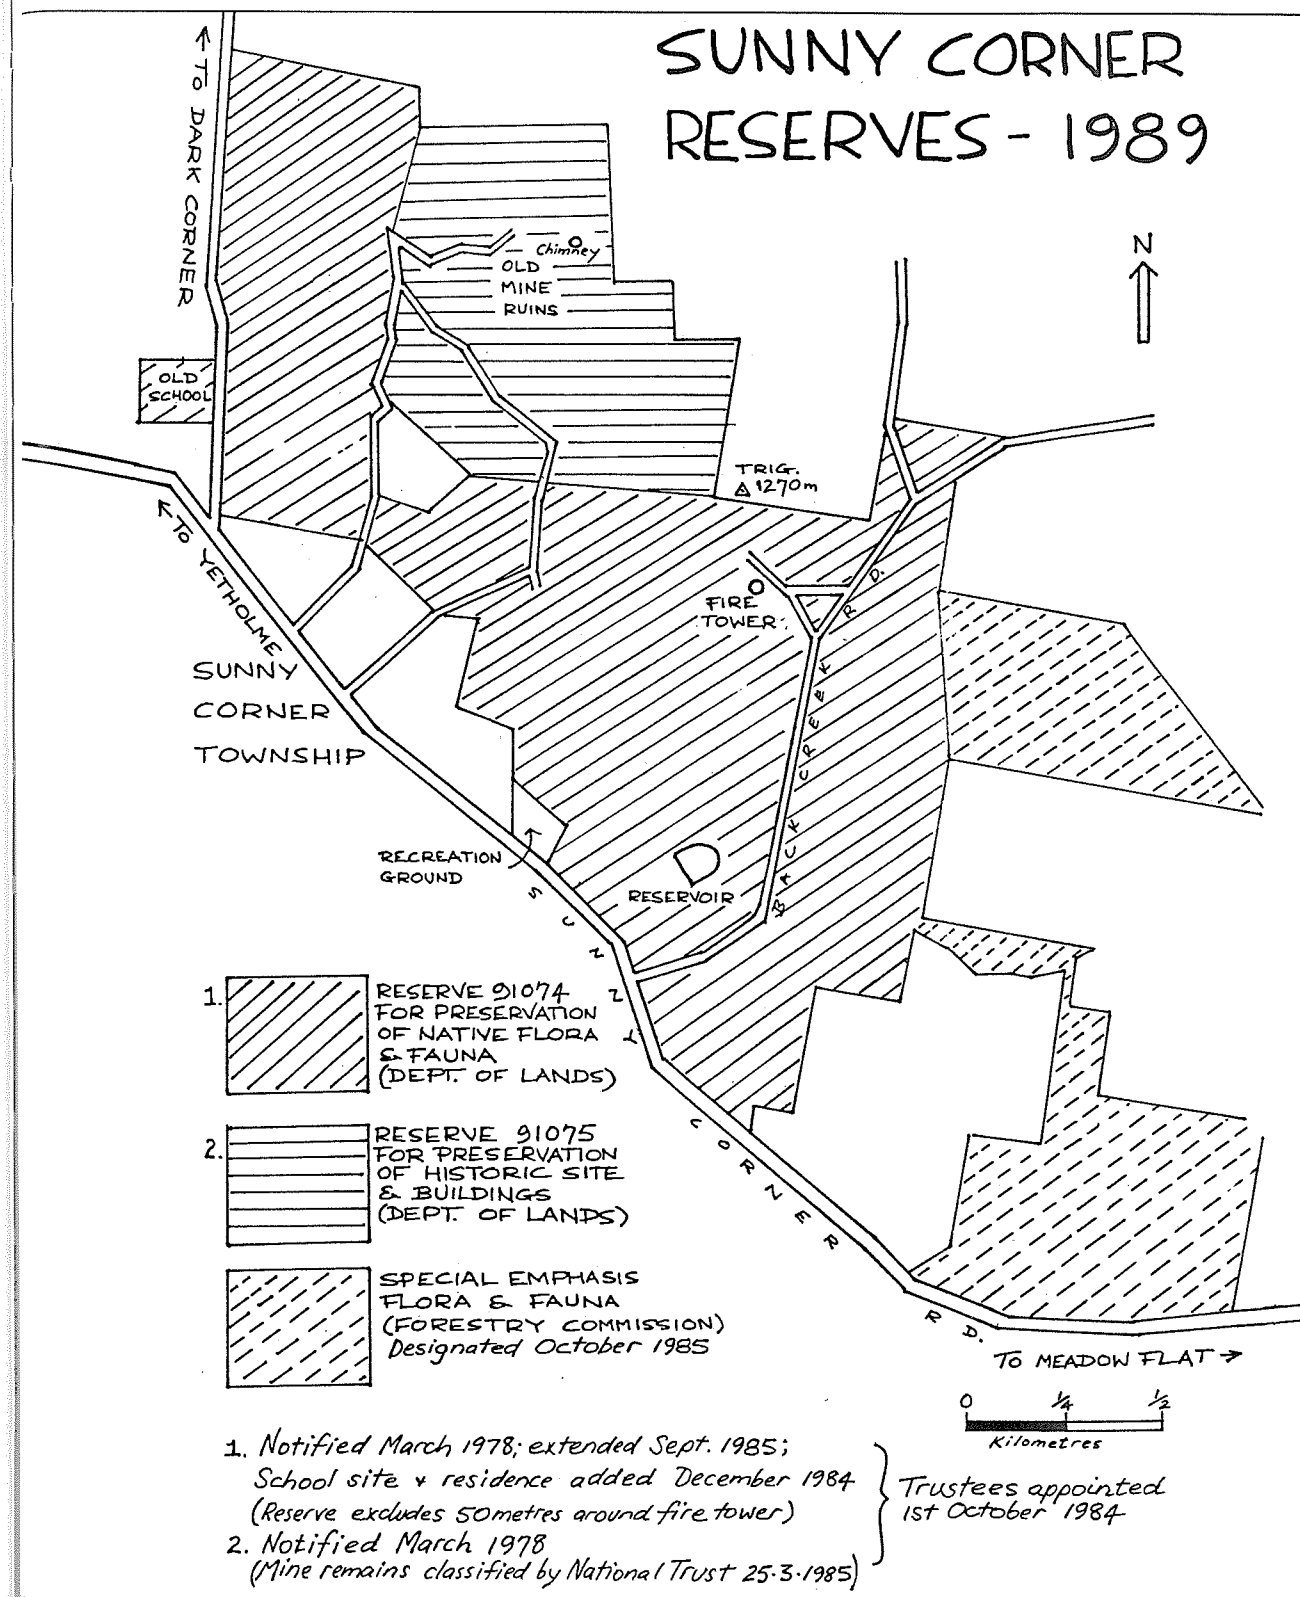 SUNNY CORNER
RESERVES - 1989
← TO DARK CORNER
N
Chimney
OLD
MINE
RUINS
OLD
SCHOOL
TRIG.
1270m
← TO YETHOLME
FIRE
TOWER
BACK CREEK RD.
SUNNY
CORNER
TOWNSHIP
RECREATION
GROUND
RESERVOIR
SUNNY CORNER RD.
1.
RESERVE 91074
FOR PRESERVATION
OF NATIVE FLORA
& FAUNA
(DEPT. OF LANDS)
2.
RESERVE 91075
FOR PRESERVATION
OF HISTORIC SITE
& BUILDINGS
(DEPT. OF LANDS)
SPECIAL EMPHASIS
FLORA & FAUNA
(FORESTRY COMMISSION)
Designated October 1985
TO MEADOW FLAT →
0 1/4 1/2
Kilometres
1. Notified March 1978; extended Sept. 1985;
School site & residence added December 1984
(Reserve excludes 50 metres around fire tower)
2. Notified March 1978
(Mine remains classified by National Trust 25·3·1985)
Trustees appointed
1st October 1984